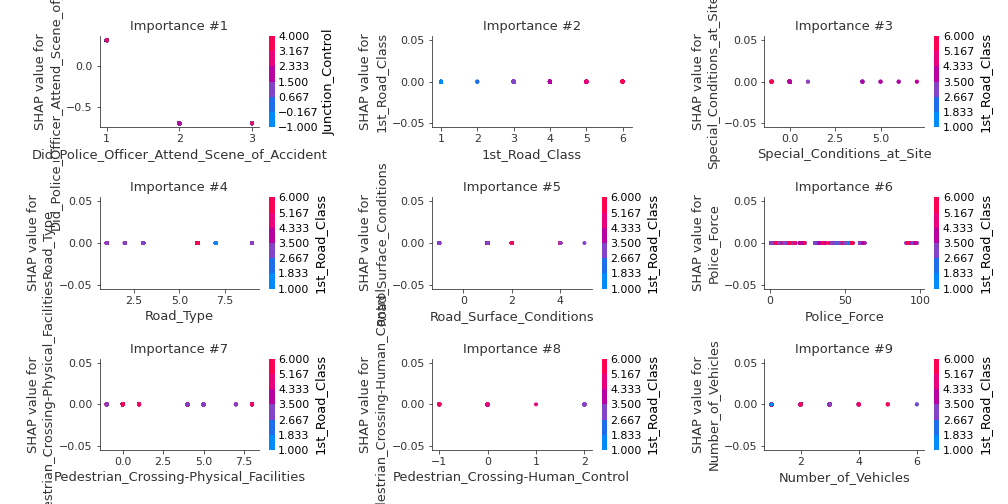 Importance #1
SHAP value for
Did_Police_Officer_Attend_Scene_of
0.0
−0.5
1
2
3
Did_Police_Officer_Attend_Scene_of_Accident
4.000
3.167
2.333
1.500
0.667
−0.167
−1.000
Junction_Control
Importance #2
SHAP value for
1st_Road_Class
0.05
0.00
−0.05
1
2
3
4
5
6
1st_Road_Class
Importance #3
SHAP value for
Special_Conditions_at_Site
0.05
0.00
−0.05
0.0
2.5
5.0
Special_Conditions_at_Site
6.000
5.167
4.333
3.500
2.667
1.833
1.000
1st_Road_Class
Importance #4
SHAP value for
Road_Type
0.05
0.00
−0.05
2.5
5.0
7.5
Road_Type
6.000
5.167
4.333
3.500
2.667
1.833
1.000
1st_Road_Class
Importance #5
SHAP value for
Road_Surface_Conditions
0.05
0.00
−0.05
0
2
4
Road_Surface_Conditions
6.000
5.167
4.333
3.500
2.667
1.833
1.000
1st_Road_Class
Importance #6
SHAP value for
Police_Force
0.05
0.00
−0.05
0
50
100
Police_Force
6.000
5.167
4.333
3.500
2.667
1.833
1.000
1st_Road_Class
Importance #7
SHAP value for
estrian_Crossing-Physical_Facilities
0.05
0.00
−0.05
0.0
2.5
5.0
7.5
Pedestrian_Crossing-Physical_Facilities
6.000
5.167
4.333
3.500
2.667
1.833
1.000
1st_Road_Class
Importance #8
SHAP value for
destrian_Crossing-Human_Control
0.05
0.00
−0.05
−1
0
1
2
Pedestrian_Crossing-Human_Control
6.000
5.167
4.333
3.500
2.667
1.833
1.000
1st_Road_Class
Importance #9
SHAP value for
Number_of_Vehicles
0.05
0.00
−0.05
2
4
6
Number_of_Vehicles
6.000
5.167
4.333
3.500
2.667
1.833
1.000
1st_Road_Class